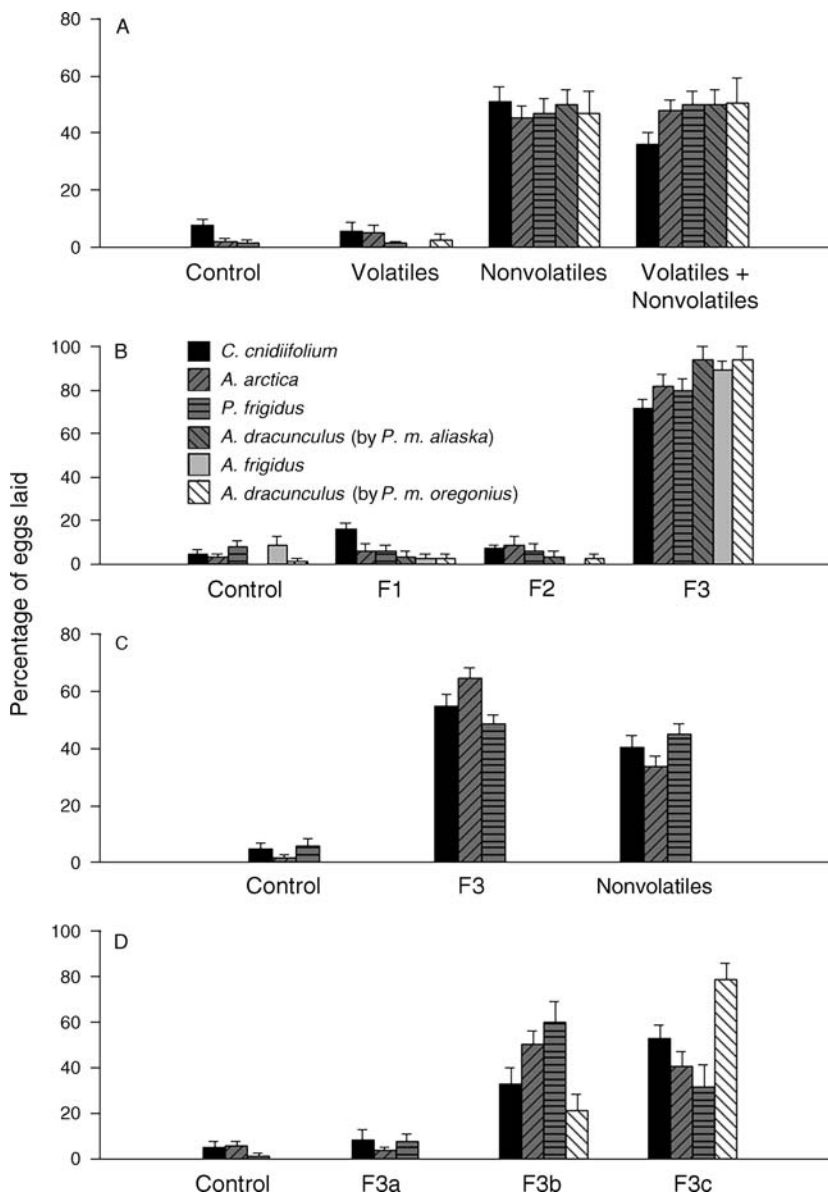 A
80
60
40
20
0
Control Volatiles Nonvolatiles Volatiles +
Nonvolatiles
B
100
80
60
40
20
0
C. cnidiifolium
A. arctica
P. frigidus
A. dracunculus (by P. m. aliaska)
A. frigidus
A. dracunculus (by P. m. oregonius)
Control F1 F2 F3
Percentage of eggs laid
C
80
60
40
20
0
Control F3 Nonvolatiles
D
100
80
60
40
20
0
Control F3a F3b F3c